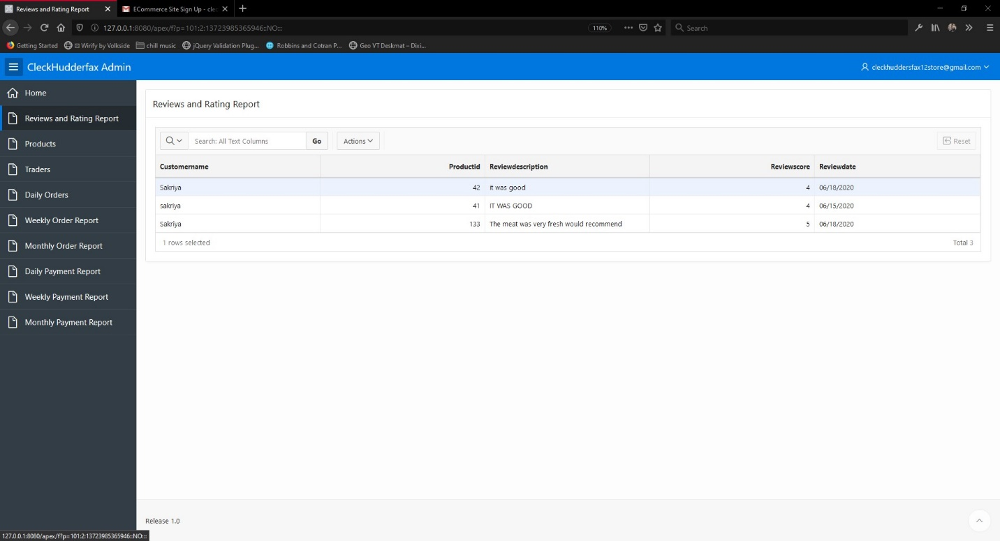 Reviews and Rating Report
ECommerce Site Sign Up - clec
127.0.0.1:8080/apex/f?p=101:2:13723985365946::NO:::
110%
Search
Getting Started
Wirify by Volkside
chill music
jQuery Validation Plug...
Robbins and Cotran P...
Geo VT Deskmat – Dixi...
CleckHudderfax Admin
cleckhuddersfax12store@gmail.com
Home
Reviews and Rating Report
Products
Traders
Daily Orders
Weekly Order Report
Monthly Order Report
Daily Payment Report
Weekly Payment Report
Monthly Payment Report
Reviews and Rating Report
Search: All Text Columns Go Actions Reset
Customername Productid Reviewdescription Reviewscore Reviewdate
Sakriya 42 it was good 4 06/18/2020
sakriya 41 IT WAS GOOD 4 06/15/2020
Sakriya 133 The meat was very fresh would recommend 5 06/18/2020
1 rows selected Total 3
Release 1.0
127.0.0.1:8080/apex/f?p=101:2:13723985365946::NO:::